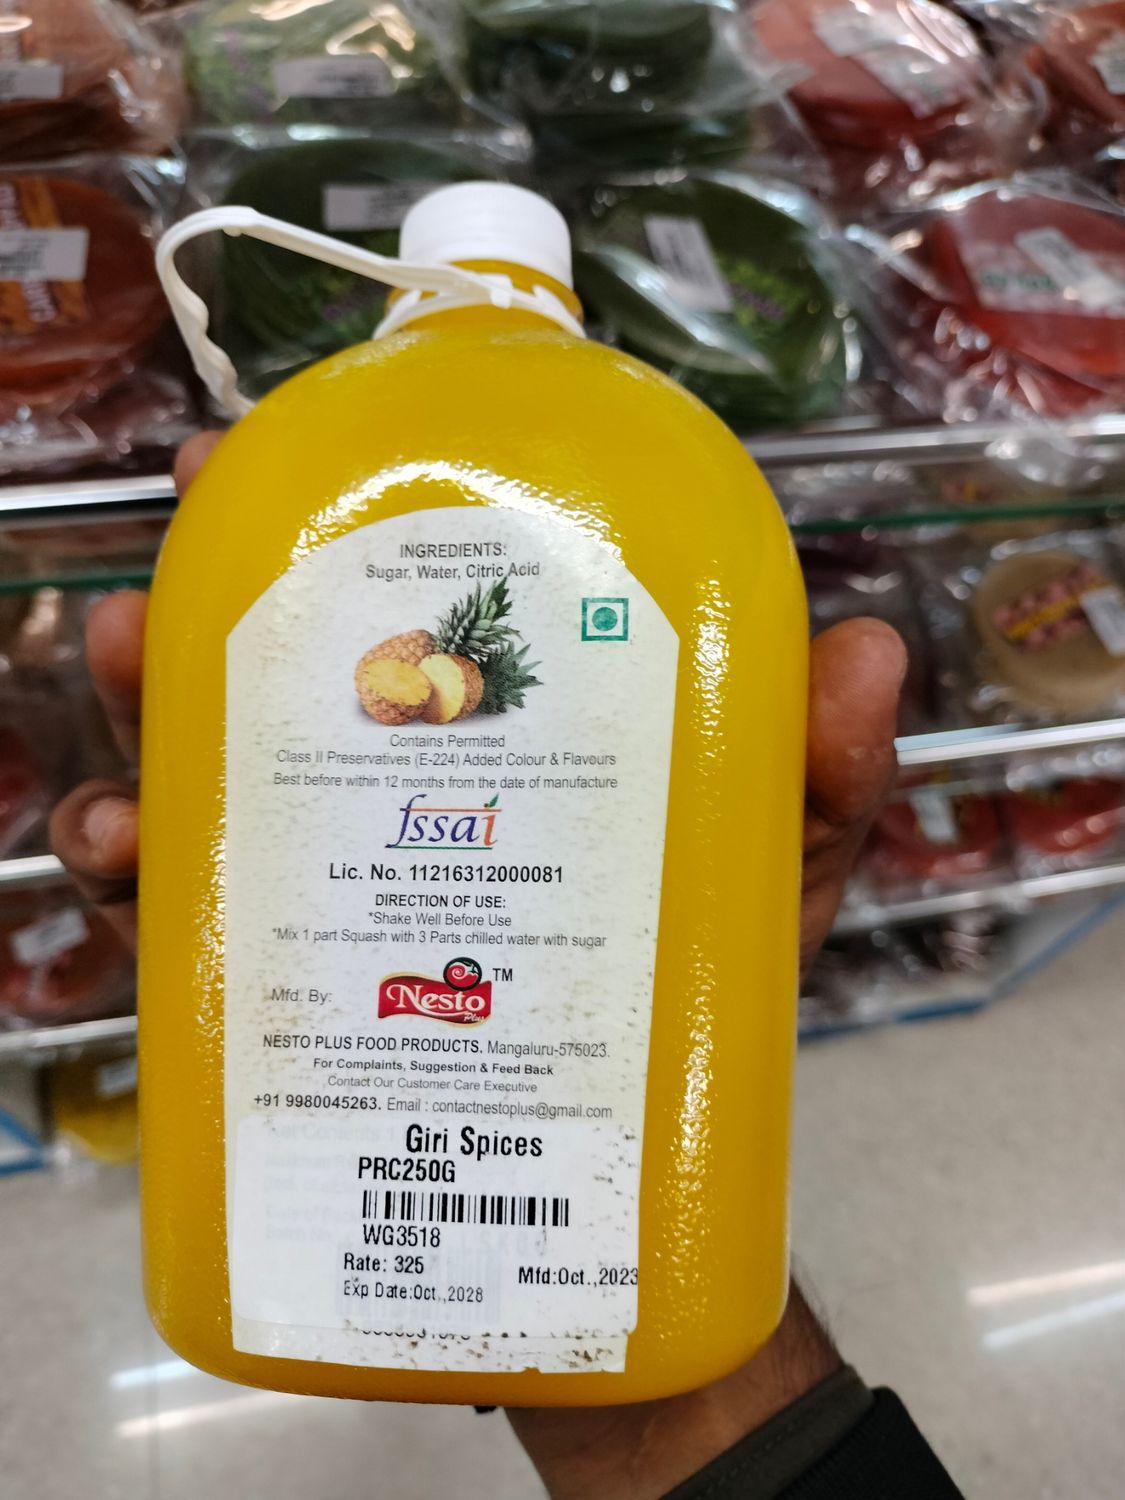 INGREDIENTS:
Sugar, Water, Citric Acid
Contains Permitted
Class II Preservatives (E-224) Added Colour & Flavours
Best before within 12 months from the date of manufacture
fssai
Lic. No. 11216312000081
DIRECTION OF USE:
*Shake Well Before Use
*Mix 1 part Squash with 3 Parts chilled water with sugar
Mfd. By:
Nesto TM
Plus
NESTO PLUS FOOD PRODUCTS. Mangaluru-575023.
For Complaints, Suggestion & Feed Back
Contact Our Customer Care Executive
+91 9980045263. Email : contactnestoplus@gmail.com
Giri Spices
PRC250G
WG3518
Rate: 325
Mfd:Oct.,2023
Exp Date:Oct.,2028